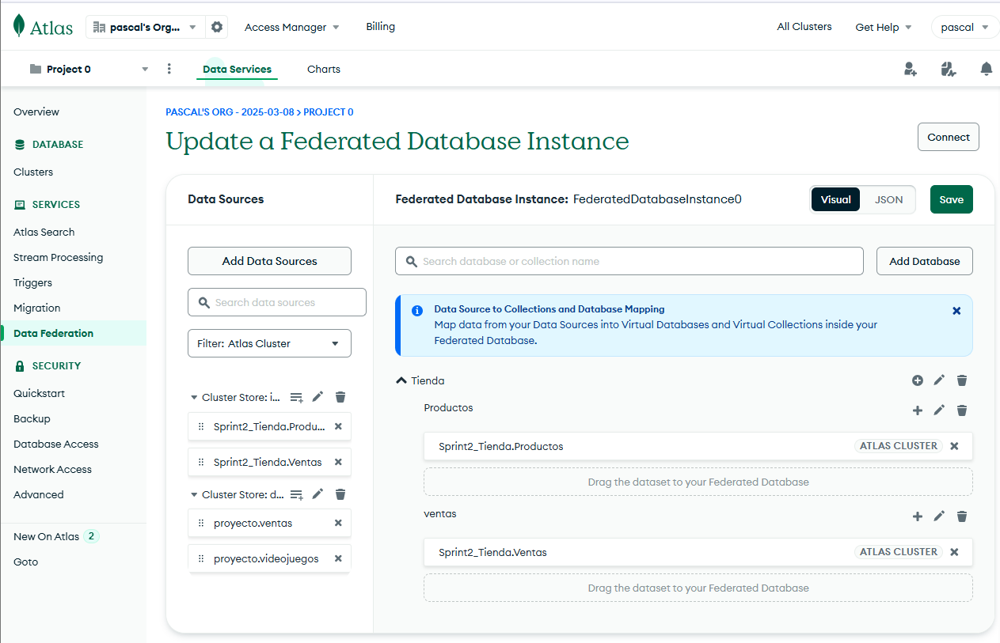 Atlas
pascal's Org...
Access Manager
Billing
All Clusters
Get Help
pascal
Project 0
Data Services
Charts
Overview
DATABASE
Clusters
SERVICES
Atlas Search
Stream Processing
Triggers
Migration
Data Federation
SECURITY
Quickstart
Backup
Database Access
Network Access
Advanced
New On Atlas 2
Goto
PASCAL'S ORG - 2025-03-08 > PROJECT 0
Update a Federated Database Instance
Connect
Data Sources
Add Data Sources
Search data sources
Filter: Atlas Cluster
Cluster Store: i...
Sprint2_Tienda.Produ...
Sprint2_Tienda.Ventas
Cluster Store: d...
proyecto.ventas
proyecto.videojuegos
Federated Database Instance: FederatedDatabaseInstance0
Visual
JSON
Save
Search database or collection name
Add Database
Data Source to Collections and Database Mapping
Map data from your Data Sources into Virtual Databases and Virtual Collections inside your
Federated Database.
Tienda
Productos
Sprint2_Tienda.Productos
ATLAS CLUSTER
Drag the dataset to your Federated Database
ventas
Sprint2_Tienda.Ventas
ATLAS CLUSTER
Drag the dataset to your Federated Database